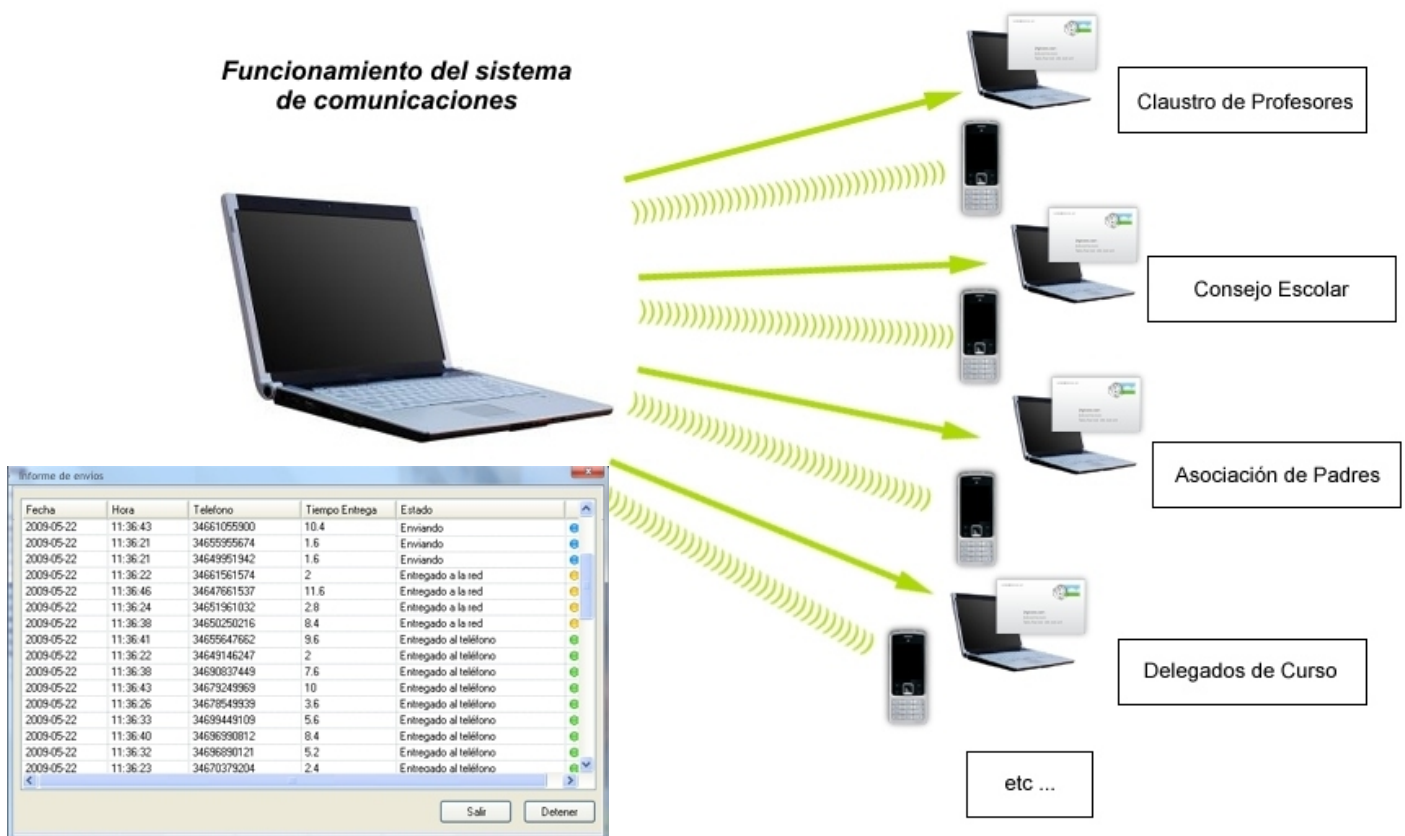 Funcionamiento del sistema
de comunicaciones
Claustro de Profesores
Consejo Escolar
Asociación de Padres
Delegados de Curso
etc ...
Informe de envios
Fecha Hora Telefono Tiempo Entrega Estado
2009-05-22 11:36:43 34661055900 10.4 Enviando
2009-05-22 11:36:21 34655955674 1.6 Enviando
2009-05-22 11:36:21 34649951942 1.6 Enviando
2009-05-22 11:36:22 34661561574 2 Entregado a la red
2009-05-22 11:36:46 34647661537 11.6 Entregado a la red
2009-05-22 11:36:24 34651961032 2.8 Entregado a la red
2009-05-22 11:36:38 34650250216 8.4 Entregado a la red
2009-05-22 11:36:41 34655647662 9.6 Entregado al teléfono
2009-05-22 11:36:22 34649146247 2 Entregado al teléfono
2009-05-22 11:36:38 34690837449 7.6 Entregado al teléfono
2009-05-22 11:36:43 34679249969 10 Entregado al teléfono
2009-05-22 11:36:26 34678549939 3.6 Entregado al teléfono
2009-05-22 11:36:33 34699449109 5.6 Entregado al teléfono
2009-05-22 11:36:40 34696990812 8.4 Entregado al teléfono
2009-05-22 11:36:32 34696890121 5.2 Entregado al teléfono
2009-05-22 11:36:23 34670379204 2.4 Entregado al teléfono
Salir Detener